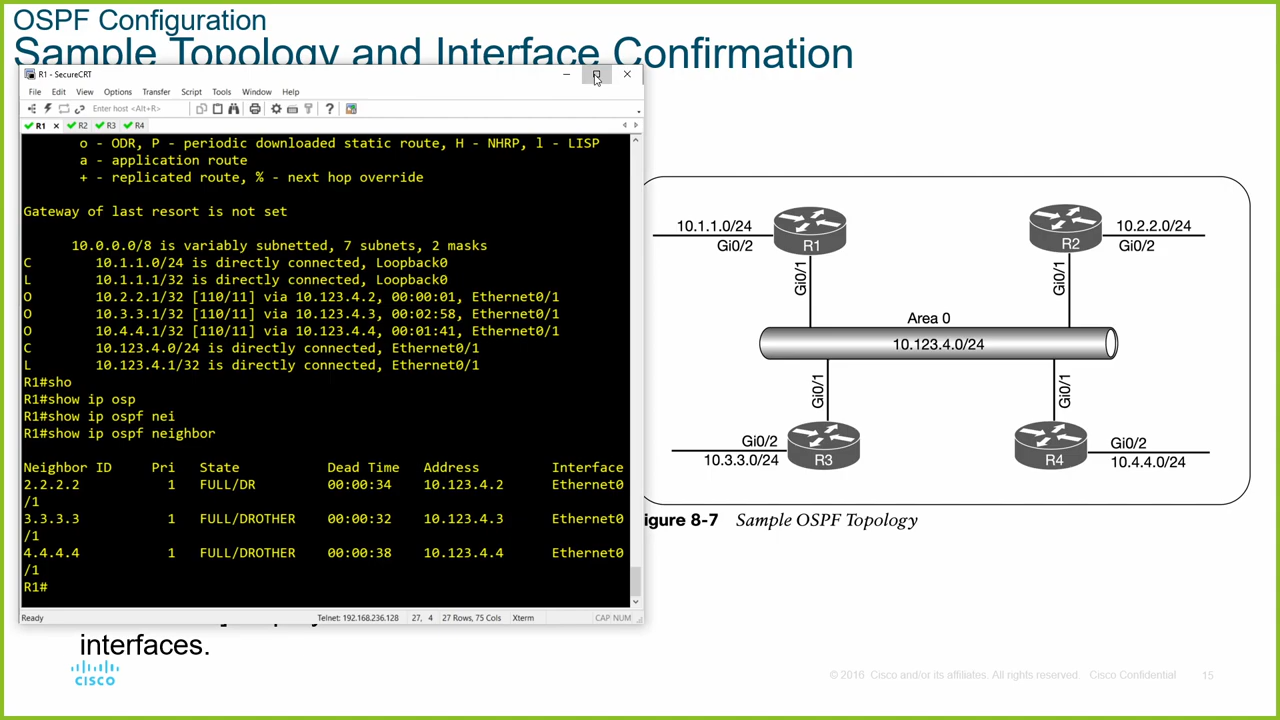 OSPF Configuration
Sample Topology and Interface Confirmation
R1 - SecureCRT
File Edit View Options Transfer Script Tools Window Help
Enter host <Alt+R>
R1 R2 R3 R4
o - ODR, P - periodic downloaded static route, H - NHRP, l - LISP
a - application route
+ - replicated route, % - next hop override
Gateway of last resort is not set
10.0.0.0/8 is variably subnetted, 7 subnets, 2 masks
C 10.1.1.0/24 is directly connected, Loopback0
L 10.1.1.1/32 is directly connected, Loopback0
O 10.2.2.1/32 [110/11] via 10.123.4.2, 00:00:01, Ethernet0/1
O 10.3.3.1/32 [110/11] via 10.123.4.3, 00:02:58, Ethernet0/1
O 10.4.4.1/32 [110/11] via 10.123.4.4, 00:01:41, Ethernet0/1
C 10.123.4.0/24 is directly connected, Ethernet0/1
L 10.123.4.1/32 is directly connected, Ethernet0/1
R1#sho
R1#show ip osp
R1#show ip ospf nei
R1#show ip ospf neighbor
Neighbor ID Pri State Dead Time Address Interface
2.2.2.2 1 FULL/DR 00:00:34 10.123.4.2 Ethernet0
/1
3.3.3.3 1 FULL/DROTHER 00:00:32 10.123.4.3 Ethernet0
/1
4.4.4.4 1 FULL/DROTHER 00:00:38 10.123.4.4 Ethernet0
/1
R1#
Ready Telnet: 192.168.236.128 27, 4 27 Rows, 75 Cols Xterm CAP NUM
10.1.1.0/24
Gi0/2
R1
Gi0/1
R2
10.2.2.0/24
Gi0/2
Gi0/1
Area 0
10.123.4.0/24
Gi0/1
Gi0/2
10.3.3.0/24
R3
Gi0/1
R4
Gi0/2
10.4.4.0/24
igure 8-7 Sample OSPF Topology
interfaces.
CISCO
© 2016 Cisco and/or its affiliates. All rights reserved. Cisco Confidential 15